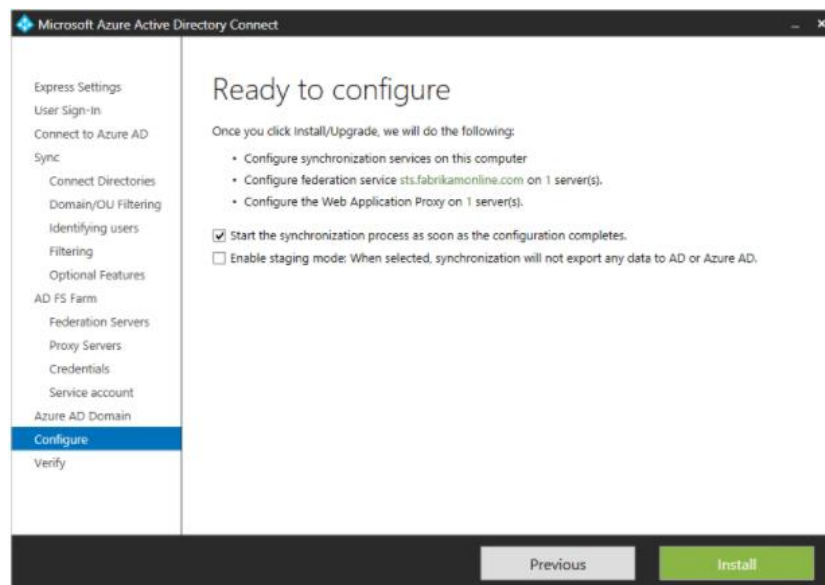 Microsoft Azure Active Directory Connect
Express Settings
User Sign-In
Connect to Azure AD
Sync
Connect Directories
Domain/OU Filtering
Identifying users
Filtering
Optional Features
AD FS Farm
Federation Servers
Proxy Servers
Credentials
Service account
Azure AD Domain
Configure
Verify
Ready to configure
Once you click Install/Upgrade, we will do the following:
• Configure synchronization services on this computer
• Configure federation service sts.fabrikamonline.com on 1 server(s).
• Configure the Web Application Proxy on 1 server(s).
Start the synchronization process as soon as the configuration completes.
Enable staging mode: When selected, synchronization will not export any data to AD or Azure AD.
Previous
Install